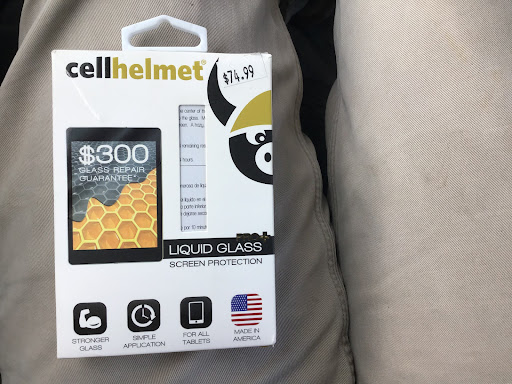 cellhelmet®
$74.99
$300
GLASS REPAIR
GUARANTEE*
LIQUID GLASS
SCREEN PROTECTION
STRONGER
GLASS
SIMPLE
APPLICATION
FOR ALL
TABLETS
MADE IN
AMERICA